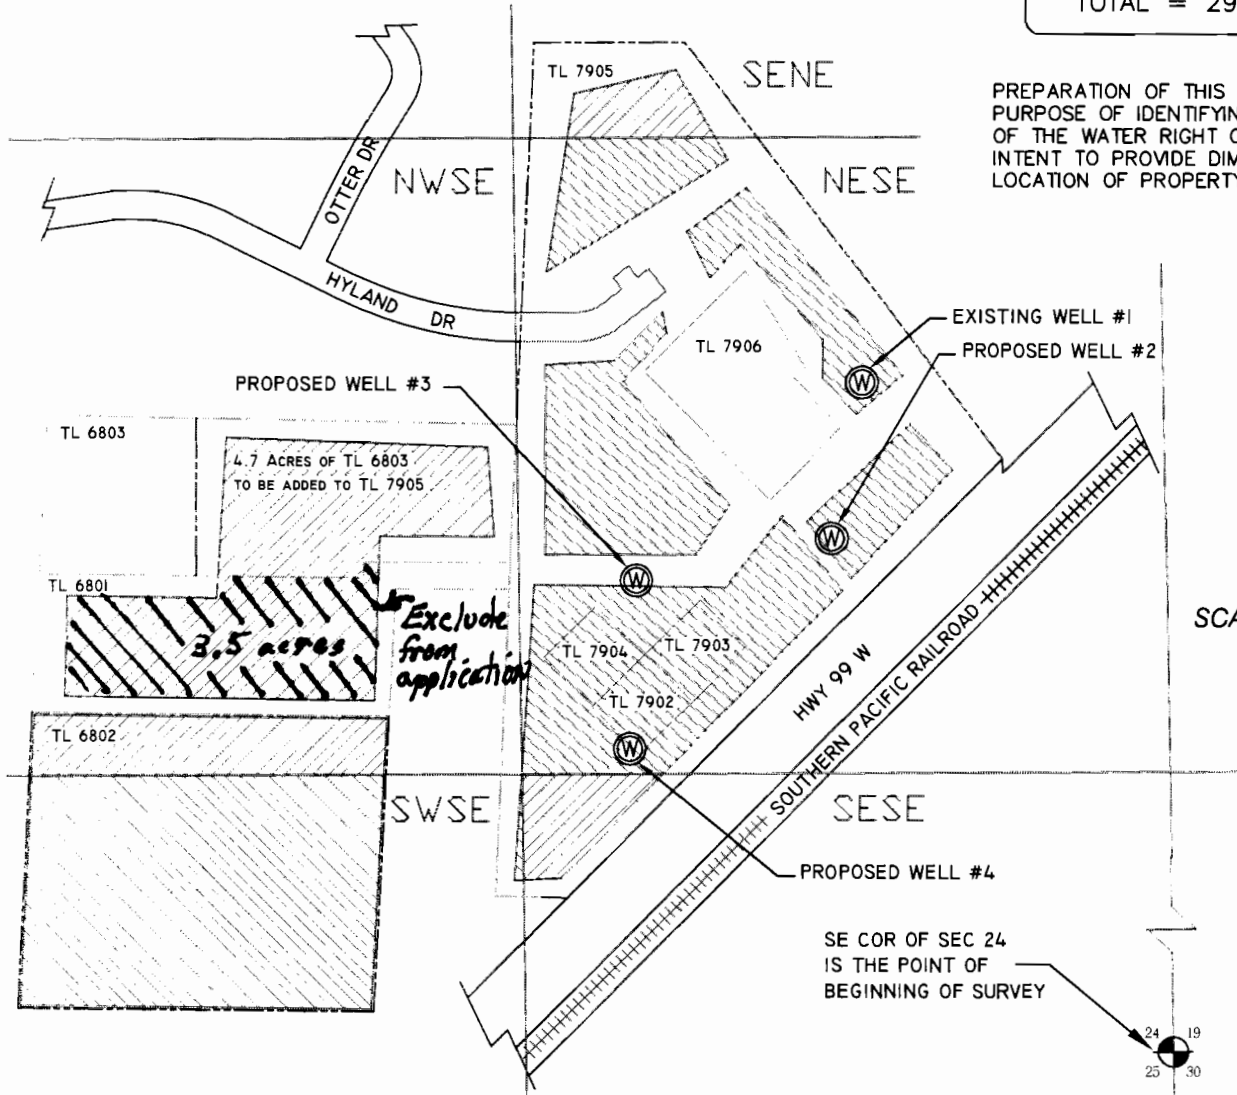 TOTAL = 29
TL 7905
SENE
PREPARATION OF THIS
PURPOSE OF IDENTIFYIN
OF THE WATER RIGHT
INTENT TO PROVIDE DIM
LOCATION OF PROPERTY
OTTER DR
NWSE
NESE
HYLAND DR
EXISTING WELL #1
TL 7906
PROPOSED WELL #2
PROPOSED WELL #3
W
TL 6803
4.7 ACRES OF TL 6803
TO BE ADDED TO TL 7905
W
W
TL 6801
Exclude
from
application
3.5 acres
SCA
TL 7904
TL 7903
TL 7902
HWY 99 W
SOUTHERN PACIFIC RAILROAD
TL 6802
W
SWSE
SESE
PROPOSED WELL #4
SE COR OF SEC 24
IS THE POINT OF
BEGINNING OF SURVEY
24 19
25 30